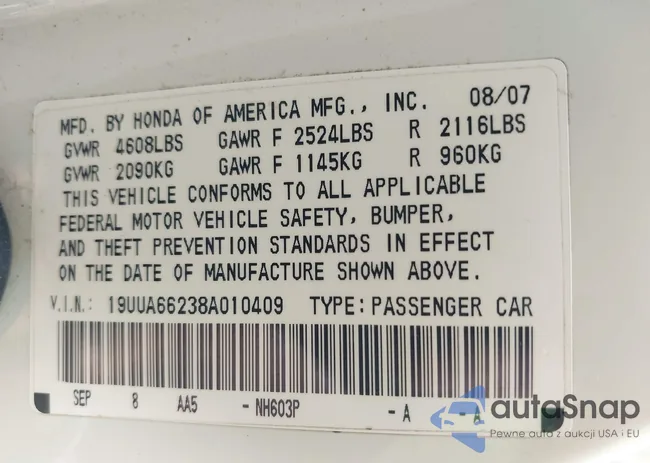 MFD. BY HONDA OF AMERICA MFG., INC. 08/07
GVWR 4608LBS GAWR F 2524LBS R 2116LBS
GVWR 2090KG GAWR F 1145KG R 960KG
THIS VEHICLE CONFORMS TO ALL APPLICABLE
FEDERAL MOTOR VEHICLE SAFETY, BUMPER,
AND THEFT PREVENTION STANDARDS IN EFFECT
ON THE DATE OF MANUFACTURE SHOWN ABOVE.
V.I.N.: 19UUA66238A010409 TYPE: PASSENGER CAR
SEP 8 AA5 -NH603P -A -A
autaSnap
Pewne auta z aukcji USA i EU